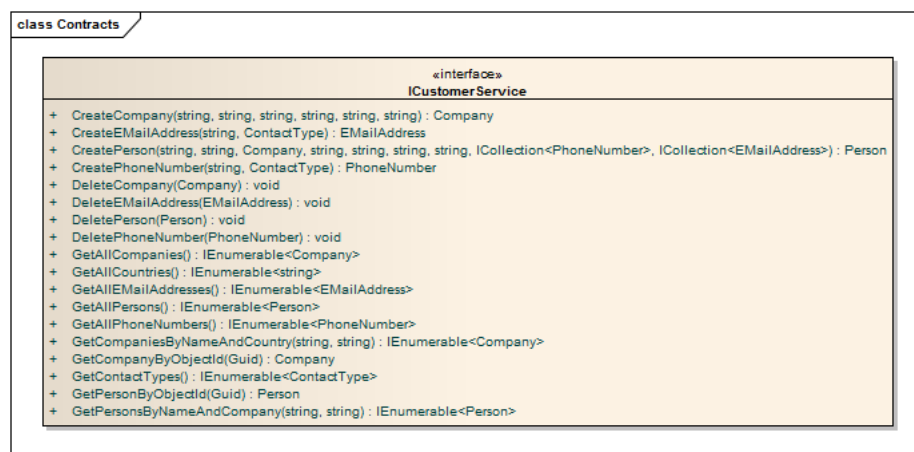 class Contracts
«interface»
ICustomerService
+ CreateCompany(string, string, string, string, string, string) : Company
+ CreateEMailAddress(string, ContactType) : EMailAddress
+ CreatePerson(string, string, Company, string, string, string, string, ICollection<PhoneNumber>, ICollection<EMailAddress>) : Person
+ CreatePhoneNumber(string, ContactType) : PhoneNumber
+ DeleteCompany(Company) : void
+ DeleteEMailAddress(EMailAddress) : void
+ DeletePerson(Person) : void
+ DeletePhoneNumber(PhoneNumber) : void
+ GetAllCompanies() : IEnumerable<Company>
+ GetAllCountries() : IEnumerable<string>
+ GetAllEMailAddresses() : IEnumerable<EMailAddress>
+ GetAllPersons() : IEnumerable<Person>
+ GetAllPhoneNumbers() : IEnumerable<PhoneNumber>
+ GetCompaniesByNameAndCountry(string, string) : IEnumerable<Company>
+ GetCompanyByObjectId(Guid) : Company
+ GetContactTypes() : IEnumerable<ContactType>
+ GetPersonByObjectId(Guid) : Person
+ GetPersonsByNameAndCompany(string, string) : IEnumerable<Person>